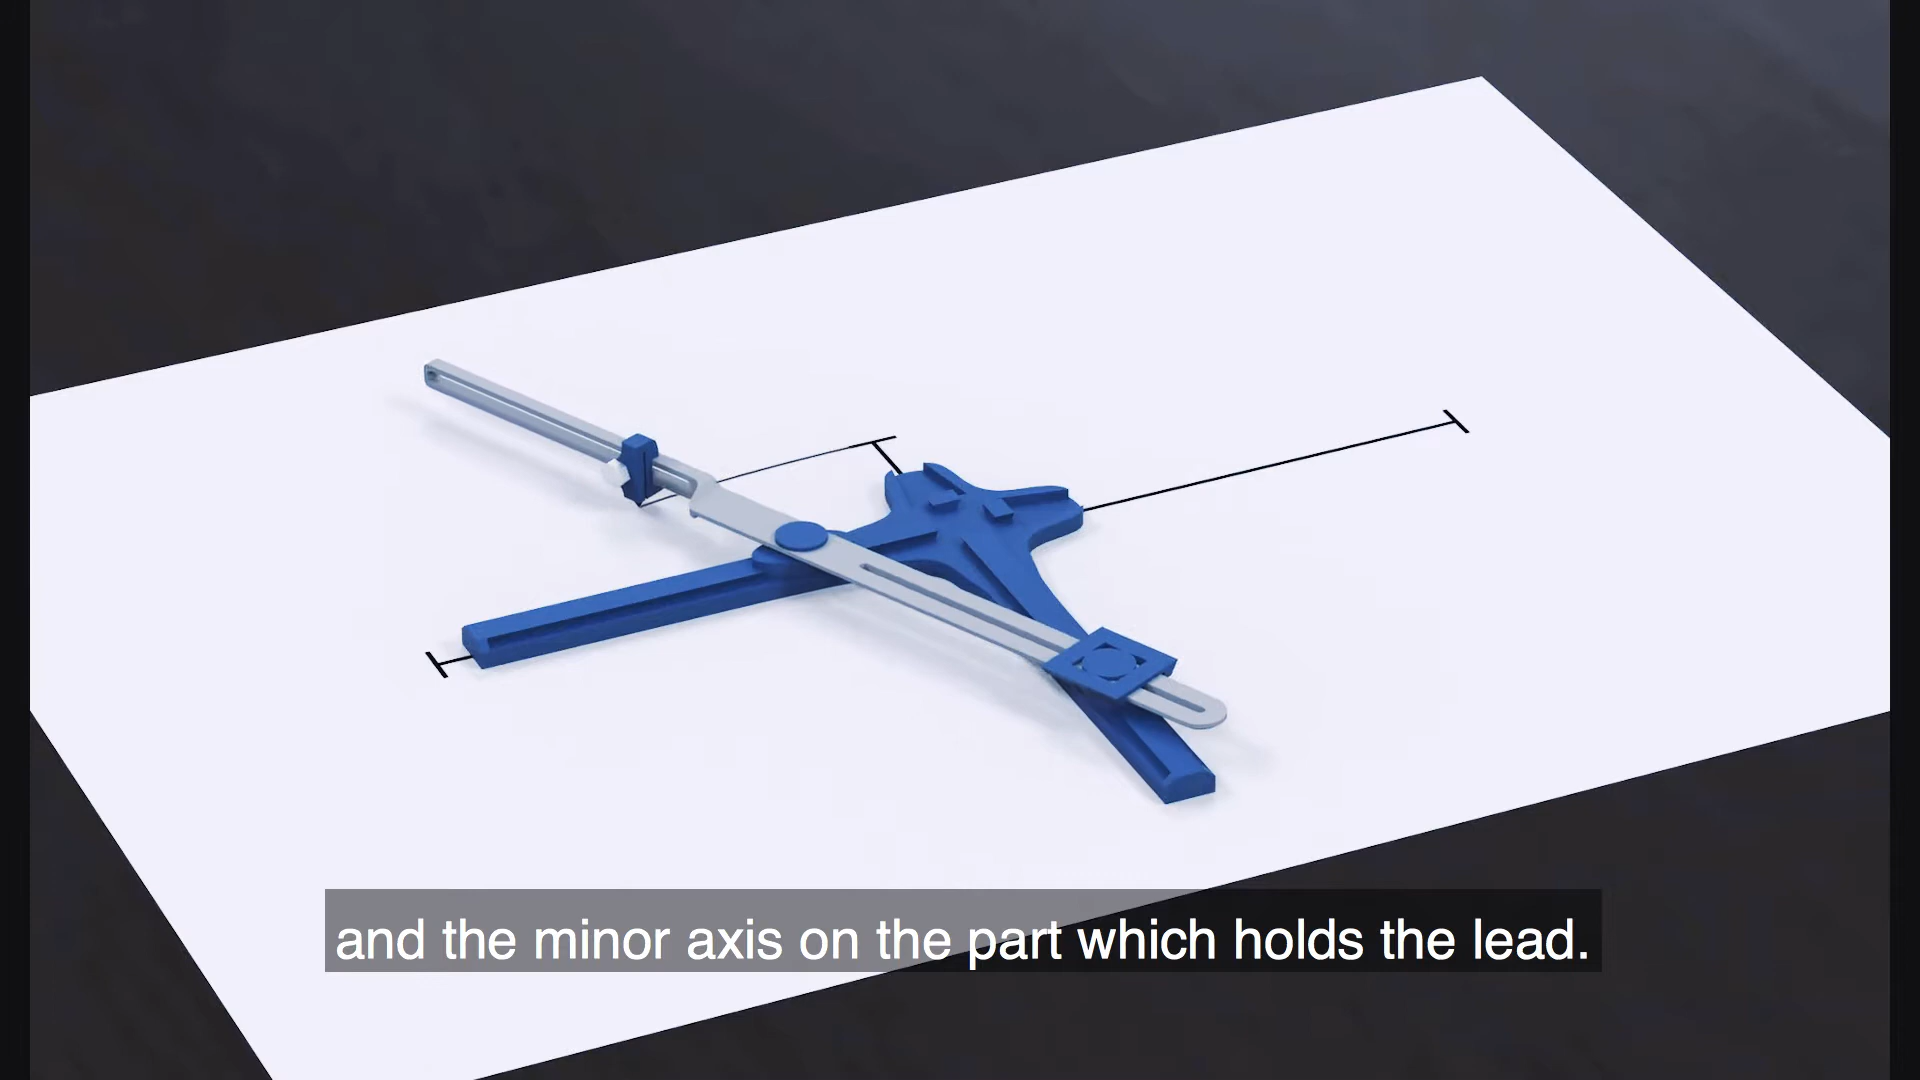 and the minor axis on the part which holds the lead.